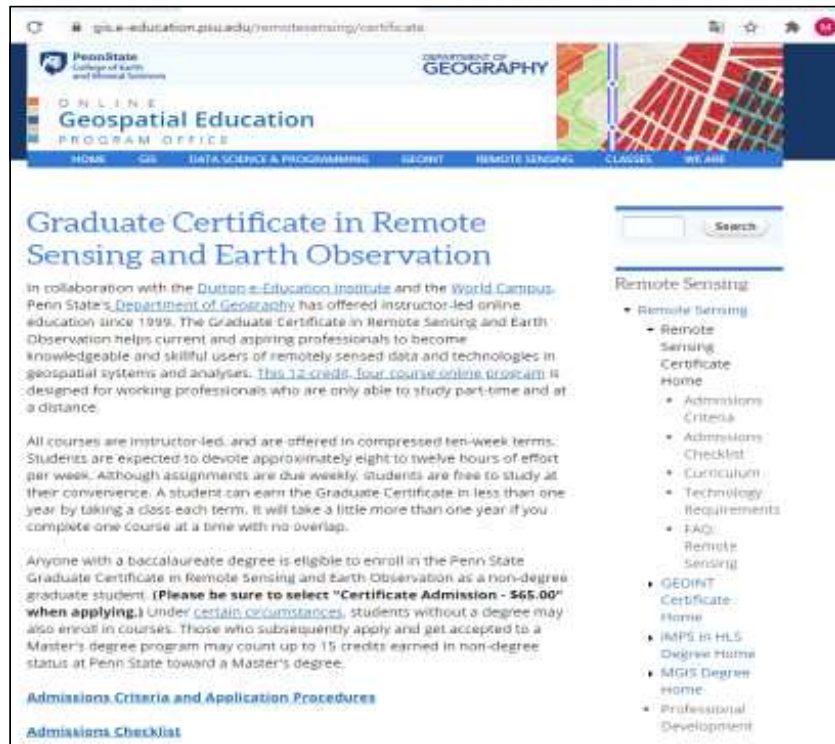 gis.e-education.psu.edu/remotesensing/certificate
PennState
College of Earth
and Mineral Sciences
DEPARTMENT OF
GEOGRAPHY
ONLINE
Geospatial Education
PROGRAM OFFICE
HOME GIS DATA SCIENCE & PROGRAMMING GEOINT REMOTE SENSING CLASSES WE ARE
Graduate Certificate in Remote
Sensing and Earth Observation
In collaboration with the Dutton e-Education Institute and the World Campus,
Penn State's Department of Geography has offered instructor-led online
education since 1999. The Graduate Certificate in Remote Sensing and Earth
Observation helps current and aspiring professionals to become
knowledgeable and skillful users of remotely sensed data and technologies in
geospatial systems and analyses. This 12-credit, four course online program is
designed for working professionals who are only able to study part-time and at
a distance.
All courses are instructor-led, and are offered in compressed ten-week terms.
Students are expected to devote approximately eight to twelve hours of effort
per week. Although assignments are due weekly, students are free to study at
their convenience. A student can earn the Graduate Certificate in less than one
year by taking a class each term. It will take a little more than one year if you
complete one course at a time with no overlap.
Anyone with a baccalaureate degree is eligible to enroll in the Penn State
Graduate Certificate in Remote Sensing and Earth Observation as a non-degree
graduate student. (Please be sure to select "Certificate Admission - $65.00"
when applying.) Under certain circumstances, students without a degree may
also enroll in courses. Those who subsequently apply and get accepted to a
Master's degree program may count up to 15 credits earned in non-degree
status at Penn State toward a Master's degree.
Admissions Criteria and Application Procedures
Admissions Checklist
Search
Remote Sensing
Remote Sensing
Remote
Sensing
Certificate
Home
Admissions
Criteria
Admissions
Checklist
Curriculum
Technology
Requirements
FAQ:
Remote
Sensing
GEOINT
Certificate
Home
iMPS in HLS
Degree Home
MGIS Degree
Home
Professional
Development